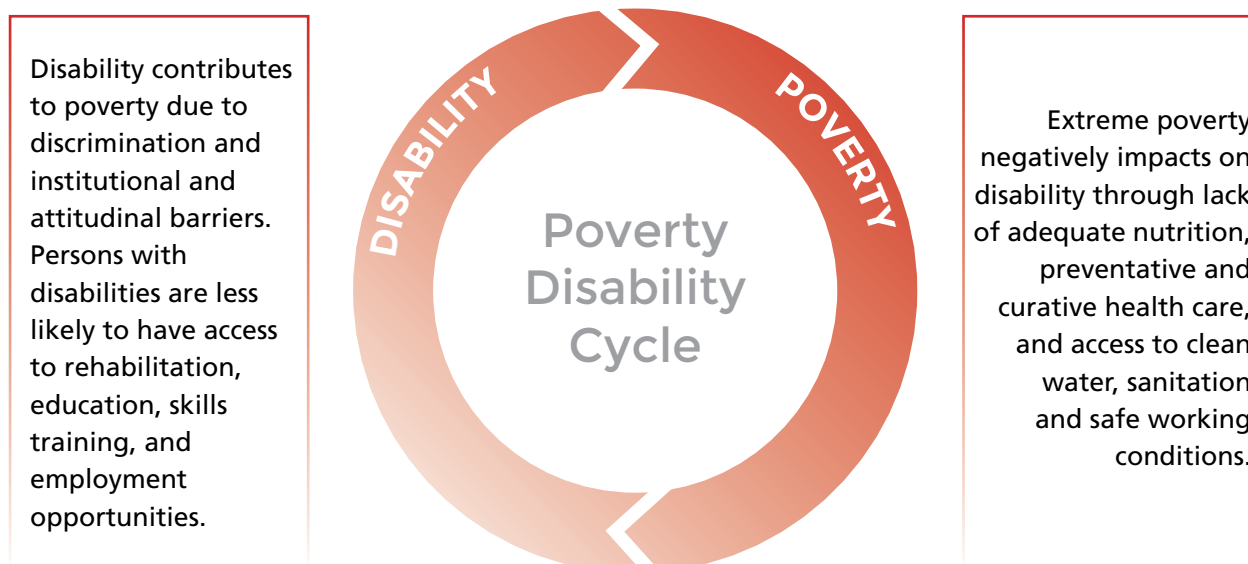 Disability contributes
to poverty due to
discrimination and
institutional and
attitudinal barriers.
Persons with
disabilities are less
likely to have access
to rehabilitation,
education, skills
training, and
employment
opportunities.
DISABILITY
POVERTY
Poverty
Disability
Cycle
Extreme poverty
negatively impacts on
disability through lack
of adequate nutrition,
preventative and
curative health care,
and access to clean
water, sanitation
and safe working
conditions.